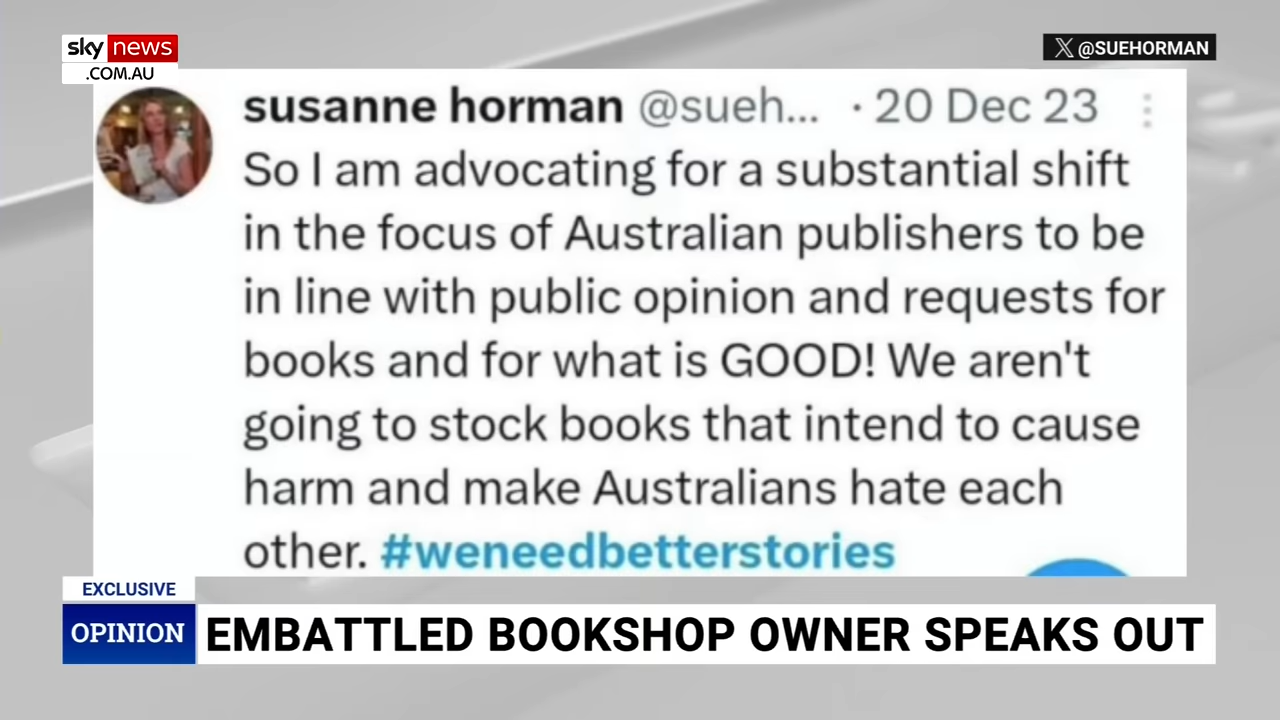 sky news
.COM.AU
X @SUEHORMAN
susanne horman @sueh... · 20 Dec 23
So I am advocating for a substantial shift
in the focus of Australian publishers to be
in line with public opinion and requests for
books and for what is GOOD! We aren't
going to stock books that intend to cause
harm and make Australians hate each
other. #weneedbetterstories
EXCLUSIVE
OPINION
EMBATTLED BOOKSHOP OWNER SPEAKS OUT